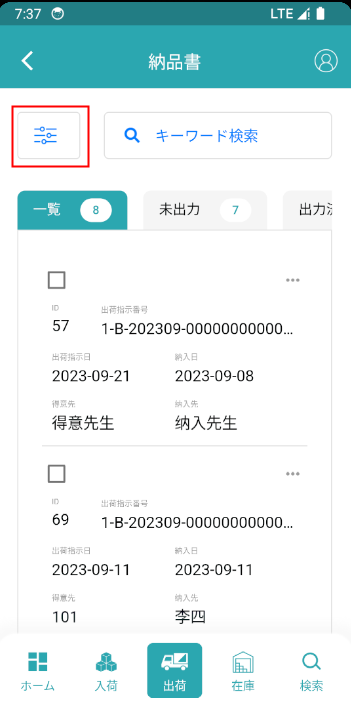 7:37 LTE
納品書
キーワード検索
一覧 8 未出力 7 出力
ID 出荷指示番号
57 1-B-202309-00000000000...
出荷指示日 納入日
2023-09-21 2023-09-08
得意先 納入先
得意先生 纳入先生
ID 出荷指示番号
69 1-B-202309-00000000000...
出荷指示日 納入日
2023-09-11 2023-09-11
得意先 納入先
101 李四
ホーム 入荷 出荷 在庫 検索